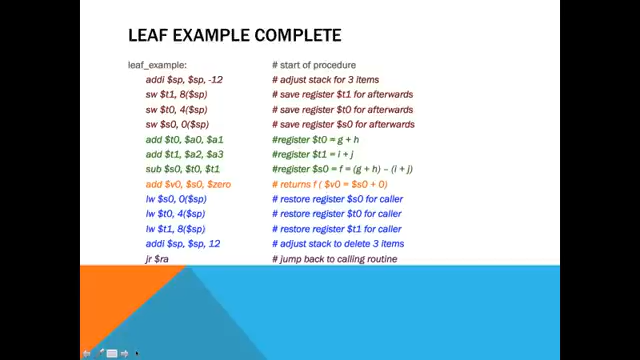 LEAF EXAMPLE COMPLETE
leaf_example: # start of procedure
addi $sp, $sp, -12 # adjust stack for 3 items
sw $t1, 8($sp) # save register $t1 for afterwards
sw $t0, 4($sp) # save register $t0 for afterwards
sw $s0, 0($sp) # save register $s0 for afterwards
add $t0, $a0, $a1 #register $t0 = g + h
add $t1, $a2, $a3 #register $t1 = i + j
sub $s0, $t0, $t1 #register $s0 = f = (g + h) – (i + j)
add $v0, $s0, $zero # returns f ( $v0 = $s0 + 0)
lw $s0, 0($sp) # restore register $s0 for caller
lw $t0, 4($sp) # restore register $t0 for caller
lw $t1, 8($sp) # restore register $t1 for caller
addi $sp, $sp, 12 # adjust stack to delete 3 items
jr $ra # jump back to calling routine